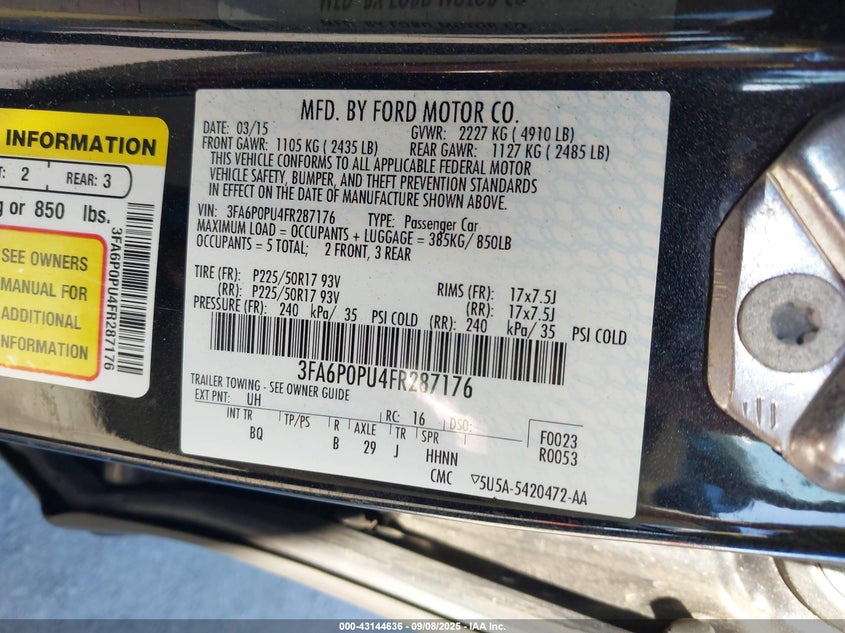 MFD. BY FORD MOTOR CO.
DATE: 03/15 GVWR: 2227 KG ( 4910 LB)
FRONT GAWR: 1105 KG ( 2435 LB) REAR GAWR: 1127 KG ( 2485 LB)
THIS VEHICLE CONFORMS TO ALL APPLICABLE FEDERAL MOTOR
VEHICLE SAFETY, BUMPER, AND THEFT PREVENTION STANDARDS
IN EFFECT ON THE DATE OF MANUFACTURE SHOWN ABOVE.
VIN: 3FA6P0PU4FR287176 TYPE: Passenger Car
MAXIMUM LOAD = OCCUPANTS + LUGGAGE = 385KG/ 850LB
OCCUPANTS = 5 TOTAL; 2 FRONT, 3 REAR
TIRE (FR): P225/50R17 93V RIMS (FR): 17x7.5J
(RR): P225/50R17 93V (RR): 17x7.5J
PRESSURE (FR): 240 kPa/ 35 PSI COLD (RR): 240 kPa/ 35 PSI COLD
3FA6P0PU4FR287176
TRAILER TOWING - SEE OWNER GUIDE
EXT PNT: UH RC: 16 DSO:
INT TR TP/PS R AXLE TR SPR F0023
BQ B 29 J HHNN R0053
CMC ▽5U5A-5420472-AA
INFORMATION
: 2 REAR: 3
g or 850 lbs.
SEE OWNERS
MANUAL FOR
ADDITIONAL
INFORMATION
3FA6P0PU4FR287176
000-43144636 - 09/08/2025 - IAA Inc.